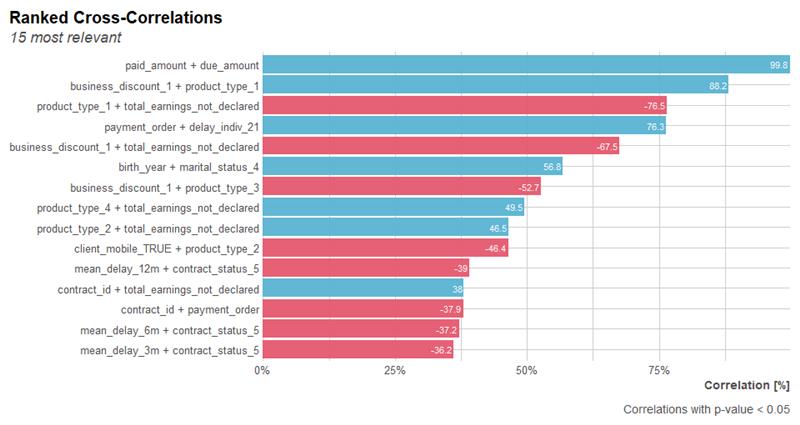 Ranked Cross-Correlations
15 most relevant
paid_amount + due_amount 99.8
business_discount_1 + product_type_1 88.2
product_type_1 + total_earnings_not_declared -76.5
payment_order + delay_indiv_21 76.3
business_discount_1 + total_earnings_not_declared -67.5
birth_year + marital_status_4 56.8
business_discount_1 + product_type_3 -52.7
product_type_4 + total_earnings_not_declared 49.5
product_type_2 + total_earnings_not_declared 46.5
client_mobile_TRUE + product_type_2 -46.4
mean_delay_12m + contract_status_5 -39
contract_id + total_earnings_not_declared 38
contract_id + payment_order -37.9
mean_delay_6m + contract_status_5 -37.2
mean_delay_3m + contract_status_5 -36.2
0% 25% 50% 75%
Correlation [%]
Correlations with p-value < 0.05